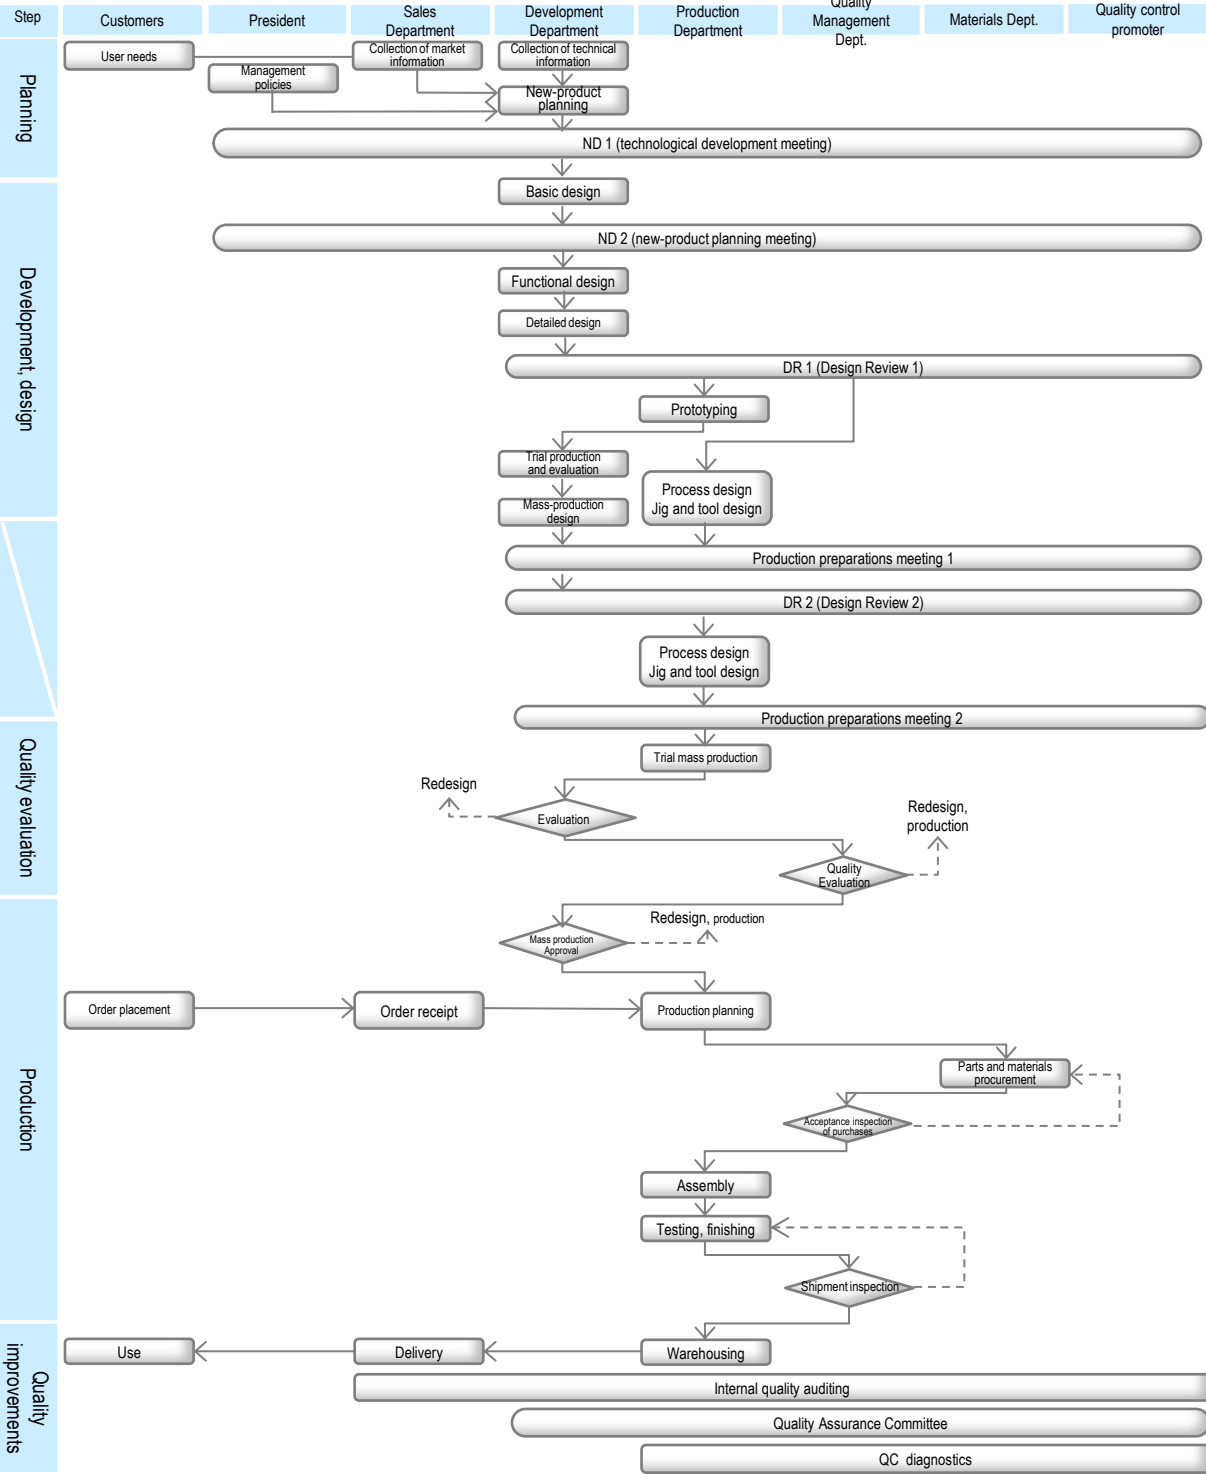 Step
Customers
President
Sales
Department
Development
Department
Production
Department
Quality
Management
Dept.
Materials Dept.
Quality control
promoter
Planning
User needs
Collection of market
information
Collection of technical
information
Management
policies
New-product
planning
ND 1 (technological development meeting)
Development, design
Basic design
ND 2 (new-product planning meeting)
Functional design
Detailed design
DR 1 (Design Review 1)
Prototyping
Trial production
and evaluation
Process design
Jig and tool design
Mass-production
design
Production preparations meeting 1
DR 2 (Design Review 2)
Process design
Jig and tool design
Production preparations meeting 2
Quality evaluation
Trial mass production
Redesign
Evaluation
Redesign,
production
Quality
Evaluation
Production
Redesign, production
Mass production
Approval
Order placement
Order receipt
Production planning
Parts and materials
procurement
Acceptance inspection
of purchases
Assembly
Testing, finishing
Shipment inspection
Quality
improvements
Use
Delivery
Warehousing
Internal quality auditing
Quality Assurance Committee
QC diagnostics